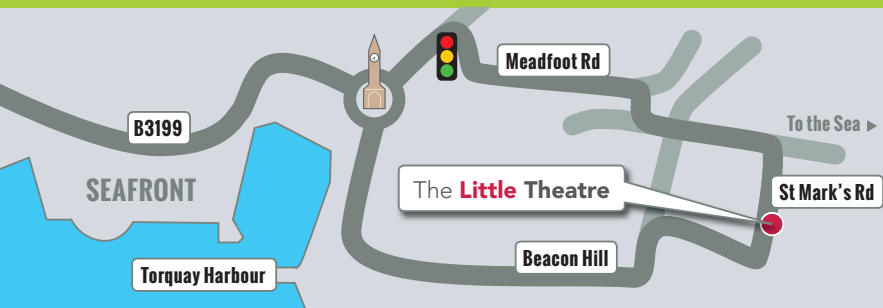 Meadfoot Rd
B3199
To the Sea
The Little Theatre
SEAFRONT
St Mark's Rd
Beacon Hill
Torquay Harbour